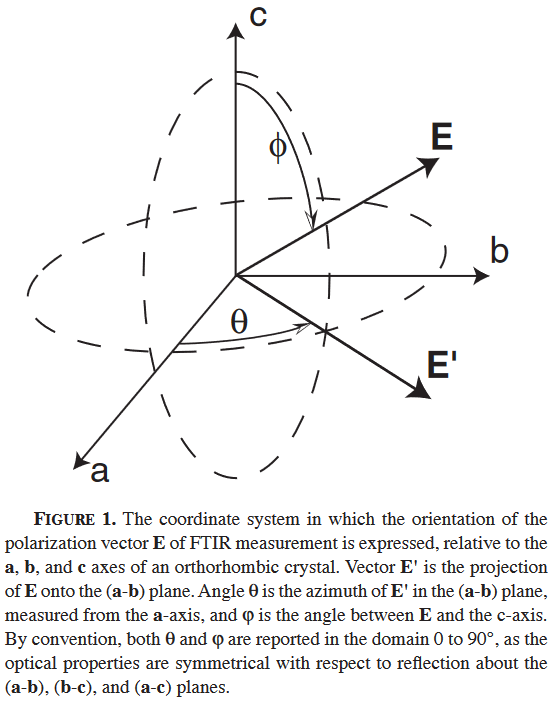 c
ϕ
E
b
θ
E'
a
FIGURE 1. The coordinate system in which the orientation of the
polarization vector E of FTIR measurement is expressed, relative to the
a, b, and c axes of an orthorhombic crystal. Vector E' is the projection
of E onto the (a-b) plane. Angle θ is the azimuth of E' in the (a-b) plane,
measured from the a-axis, and φ is the angle between E and the c-axis.
By convention, both θ and φ are reported in the domain 0 to 90°, as the
optical properties are symmetrical with respect to reflection about the
(a-b), (b-c), and (a-c) planes.